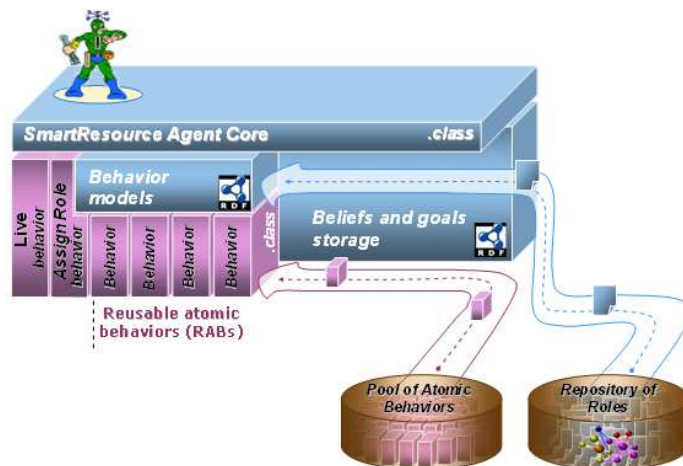 SmartResource Agent Core
.class
Live behavior
Assign Role behavior
Behavior
models
RDF
Behavior
Behavior
Behavior
Behavior
.class
Beliefs and goals
storage
RDF
Reusable atomic
behaviors (RABs)
Pool of Atomic
Behaviors
Repository of
Roles